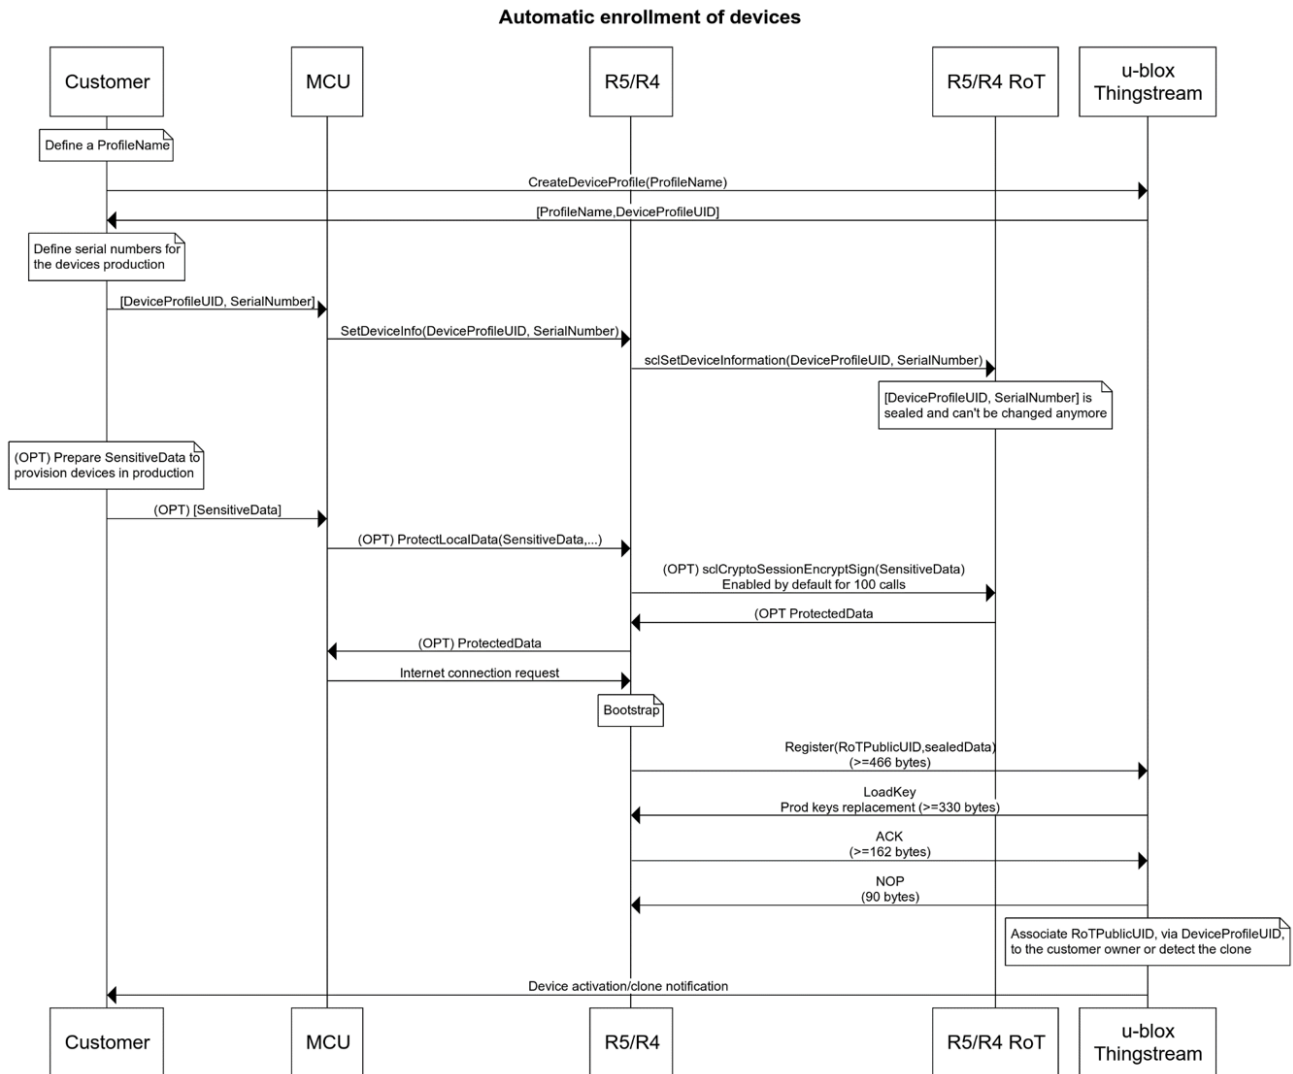 Automatic enrollment of devices
Customer
MCU
R5/R4
R5/R4 RoT
u-blox
Thingstream
Define a ProfileName
CreateDeviceProfile(ProfileName)
[ProfileName,DeviceProfileUID]
Define serial numbers for
the devices production
[DeviceProfileUID, SerialNumber]
SetDeviceInfo(DeviceProfileUID, SerialNumber)
sclSetDeviceInformation(DeviceProfileUID, SerialNumber)
[DeviceProfileUID, SerialNumber] is
sealed and can't be changed anymore
(OPT) Prepare SensitiveData to
provision devices in production
(OPT) [SensitiveData]
(OPT) ProtectLocalData(SensitiveData,...)
(OPT) sclCryptoSessionEncryptSign(SensitiveData)
Enabled by default for 100 calls
(OPT ProtectedData
(OPT) ProtectedData
Internet connection request
Bootstrap
Register(RoTPublicUID,sealedData)
(>=466 bytes)
LoadKey
Prod keys replacement (>=330 bytes)
ACK
(>=162 bytes)
NOP
(90 bytes)
Associate RoTPublicUID, via DeviceProfileUID,
to the customer owner or detect the clone
Device activation/clone notification
Customer
MCU
R5/R4
R5/R4 RoT
u-blox
Thingstream